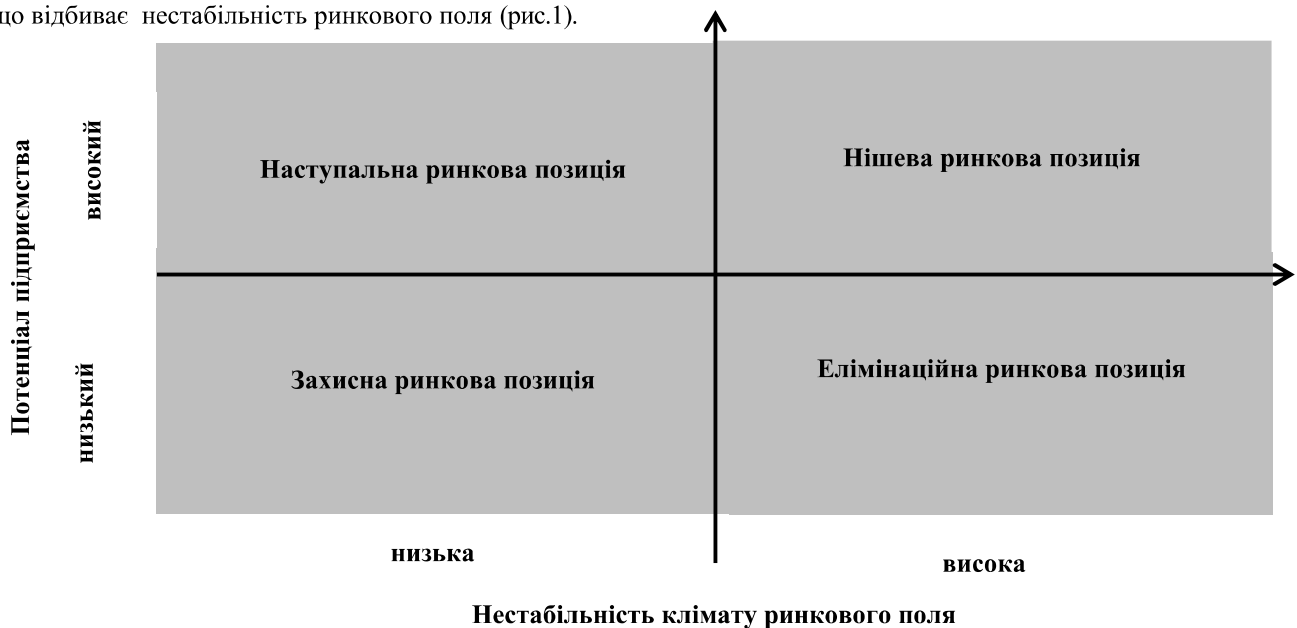 що відбиває нестабільність ринкового поля (рис.1).
Потенціал підприємства
високий
Наступальна ринкова позиція
Нішева ринкова позиція
низький
Захисна ринкова позиція
Елімінаційна ринкова позиція
низька
висока
Нестабільність клімату ринкового поля